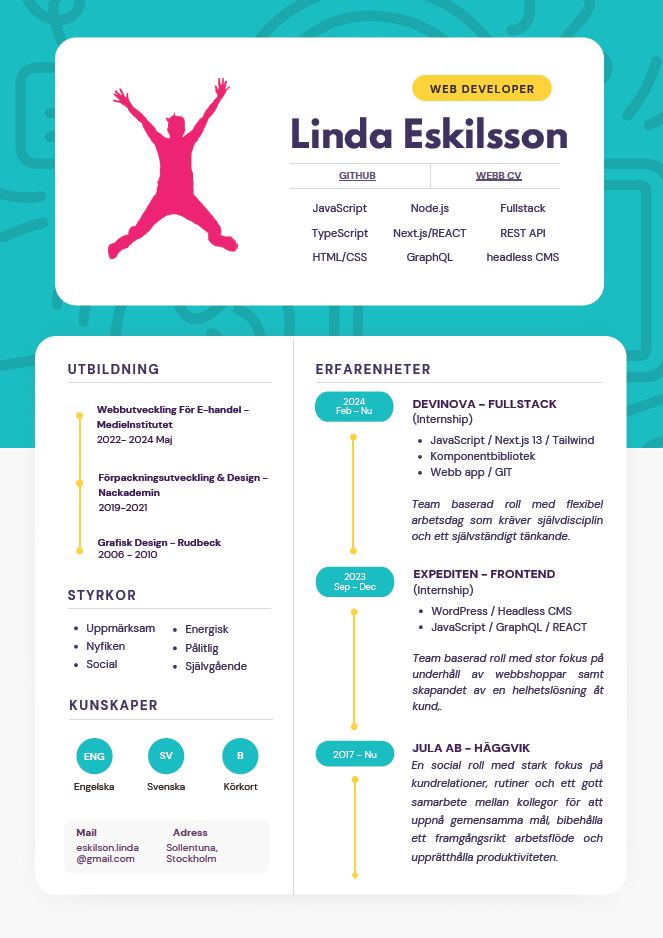 WEB DEVELOPER
Linda Eskilsson
GITHUB
WEBB CV
JavaScript Node.js Fullstack
TypeScript Next.js/REACT REST API
HTML/CSS GraphQL headless CMS
UTBILDNING
Webbutveckling För E-handel -
MedieInstitutet
2022- 2024 Maj
Förpackningsutveckling & Design -
Nackademin
2019-2021
Grafisk Design - Rudbeck
2006 - 2010
STYRKOR
• Uppmärksam
• Nyfiken
• Social
• Energisk
• Pålitlig
• Självgående
KUNSKAPER
ENG SV B
Engelska Svenska Körkort
Mail
eskilson.linda
@gmail.com
Adress
Sollentuna,
Stockholm
ERFARENHETER
2024
Feb - Nu
DEVINOVA - FULLSTACK
(Internship)
• JavaScript / Next.js 13 / Tailwind
• Komponentbibliotek
• Webb app / GIT
Team baserad roll med flexibel
arbetsdag som kräver självdisciplin
och ett självständigt tänkande.
2023
Sep - Dec
EXPEDITEN - FRONTEND
(Internship)
• WordPress / Headless CMS
• JavaScript / GraphQL / REACT
Team baserad roll med stor fokus på
underhåll av webbshoppar samt
skapandet av en helhetslösning åt
kund,.
2017 - Nu
JULA AB - HÄGGVIK
En social roll med stark fokus på
kundrelationer, rutiner och ett gott
samarbete mellan kollegor för att
uppnå gemensamma mål, bibehålla
ett framgångsrikt arbetsflöde och
upprätthålla produktiviteten.